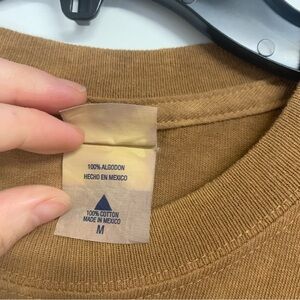 100% ALGODON
HECHO EN MEXICO
100% COTTON
MADE IN MEXICO
M